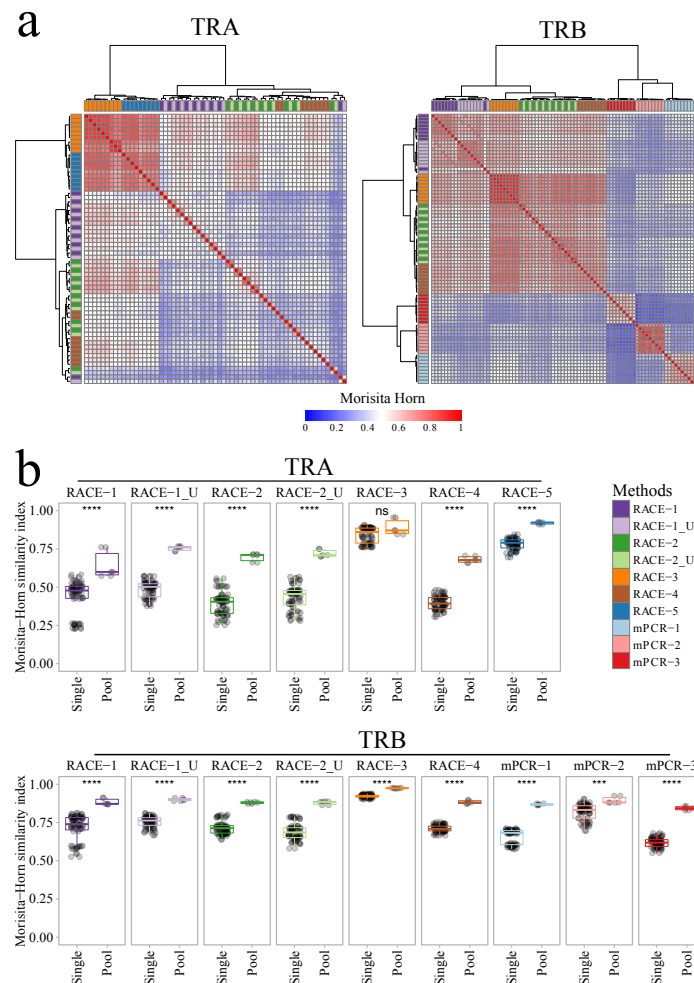 a
TRA
TRB
Morisita Horn
0 0.2 0.4 0.6 0.8 1
b
TRA
RACE−1 RACE−1_U RACE−2 RACE−2_U RACE−3 RACE−4 RACE−5
**** **** **** **** ns **** ****
Morisita−Horn similarity index
1.00
0.75
0.50
0.25
0.00
Single Pool Single Pool Single Pool Single Pool Single Pool Single Pool Single Pool
Methods
RACE−1
RACE−1_U
RACE−2
RACE−2_U
RACE−3
RACE−4
RACE−5
mPCR−1
mPCR−2
mPCR−3
TRB
RACE−1 RACE−1_U RACE−2 RACE−2_U RACE−3 RACE−4 mPCR−1 mPCR−2 mPCR−3
**** **** **** **** **** **** **** *** ****
Morisita−Horn similarity index
1.00
0.75
0.50
0.25
0.00
Single Pool Single Pool Single Pool Single Pool Single Pool Single Pool Single Pool Single Pool Single Pool